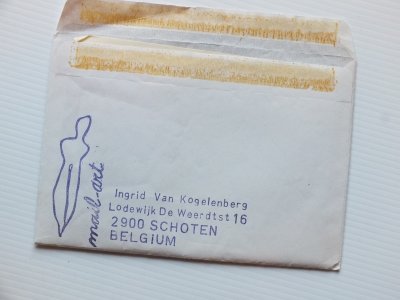 mail-art
Ingrid Van Kogelenberg
Lodewijk De Weerdtst 16
2900 SCHOTEN
BELGIUM